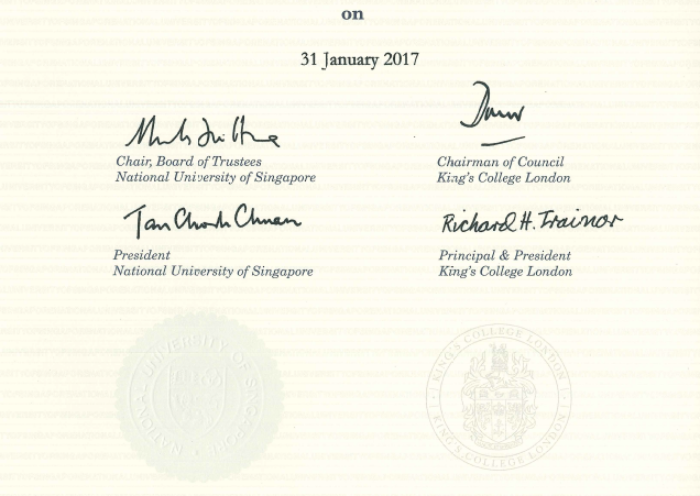 on
31 January 2017
Chair, Board of Trustees
National University of Singapore
Chairman of Council
King's College London
Tan Chorh Chuan
President
National University of Singapore
Richard H. Trainor
Principal & President
King's College London
NATIONAL UNIVERSITY OF SINGAPORE
KING'S COLLEGE LONDON
KING'S COLLEGE LONDON